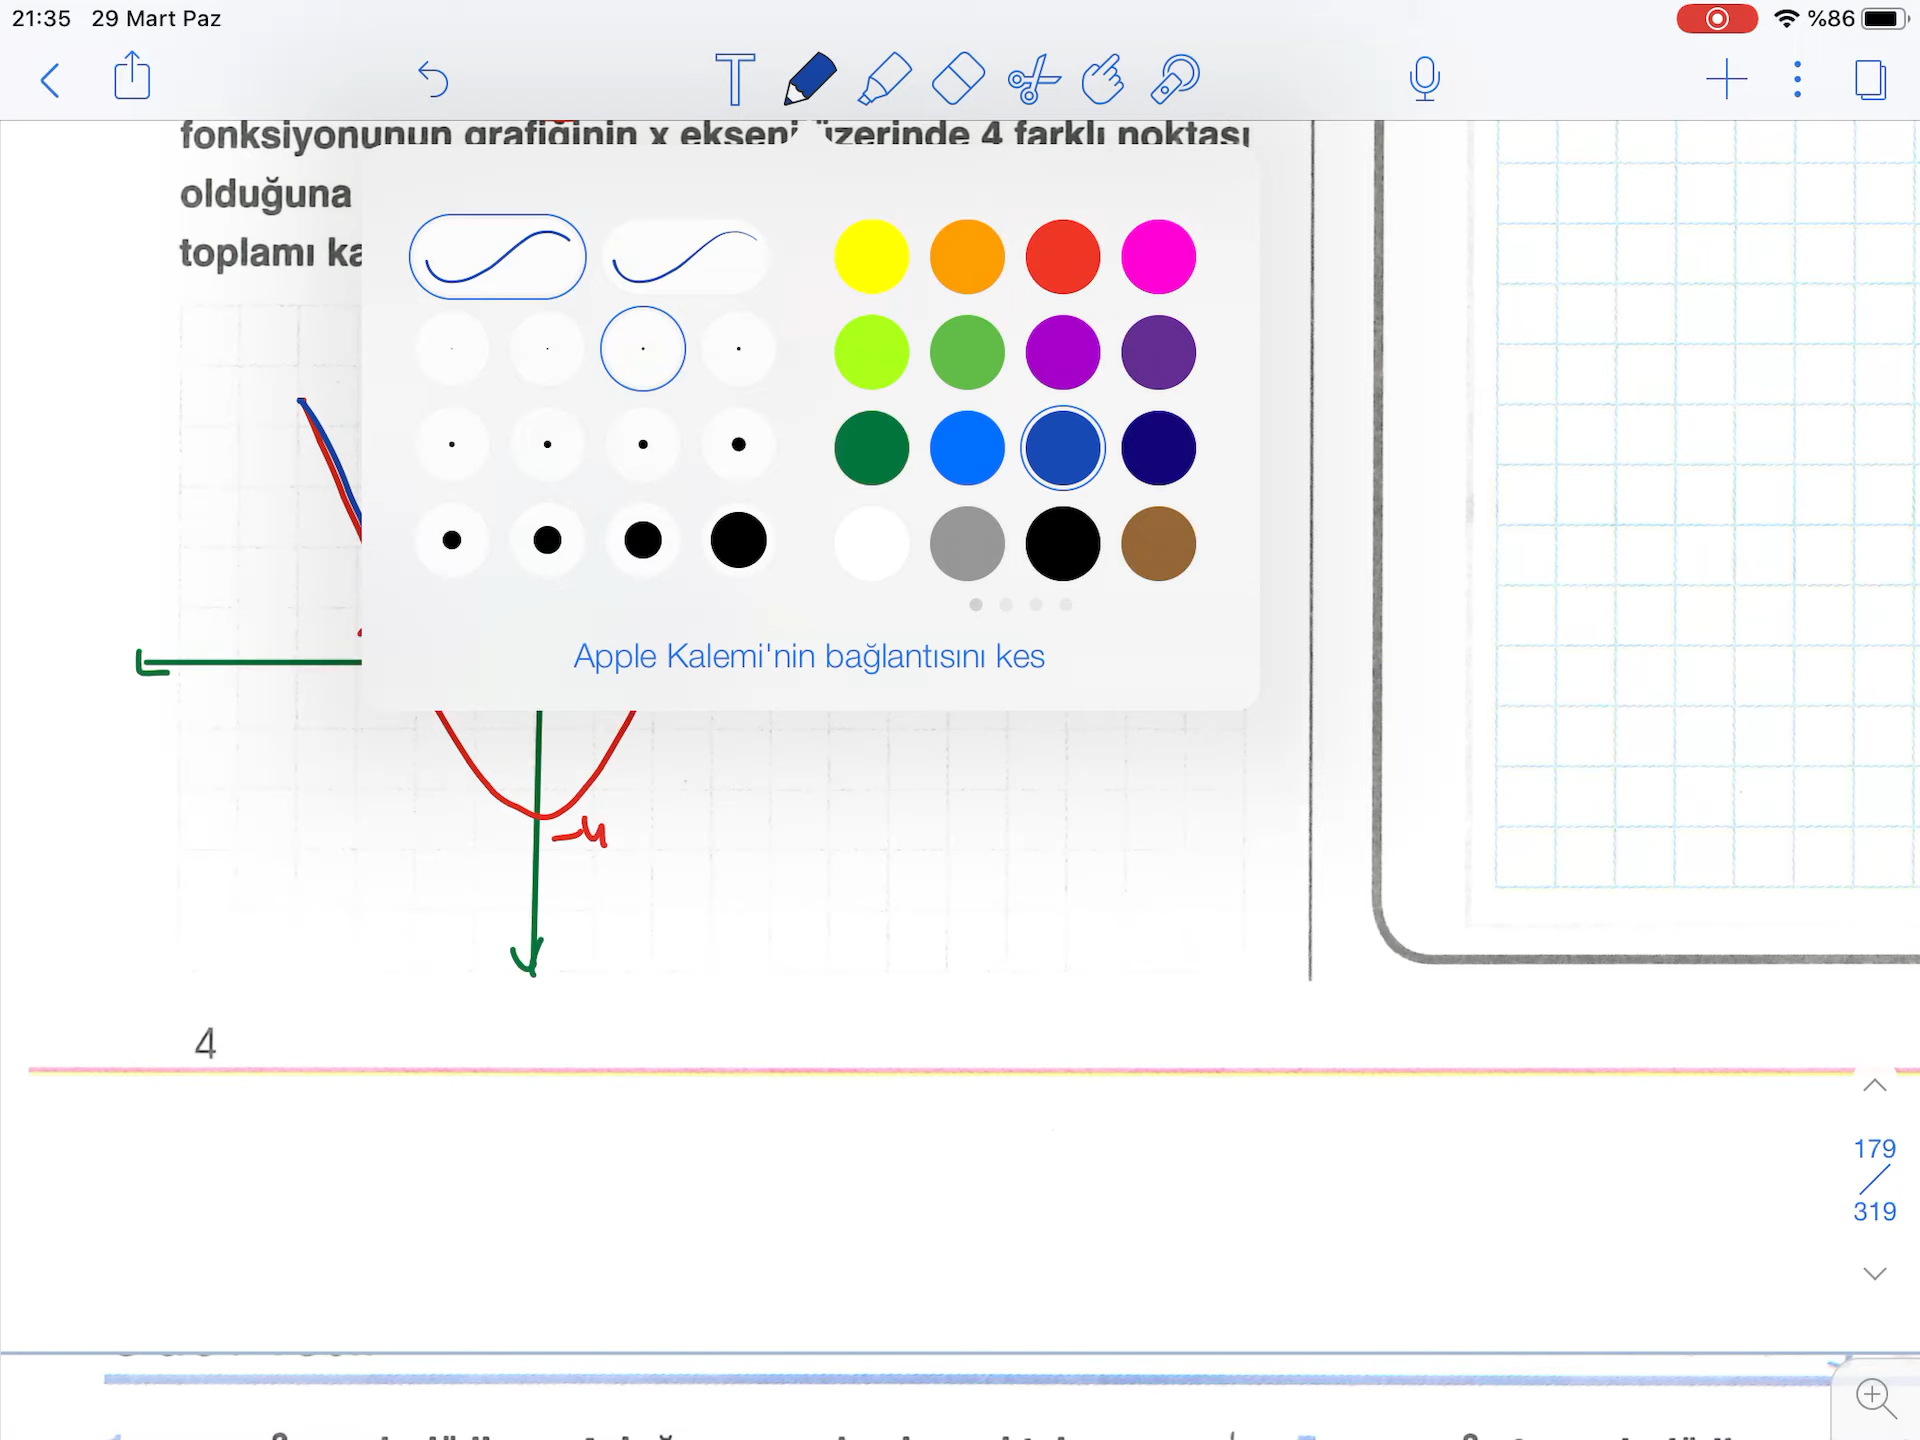 21:35 29 Mart Paz %86
fonksiyonunun grafiğinin x ekseni üzerinde 4 farklı noktası
olduğuna
toplamı ka
Apple Kalemi'nin bağlantısını kes
-4
4
179
319